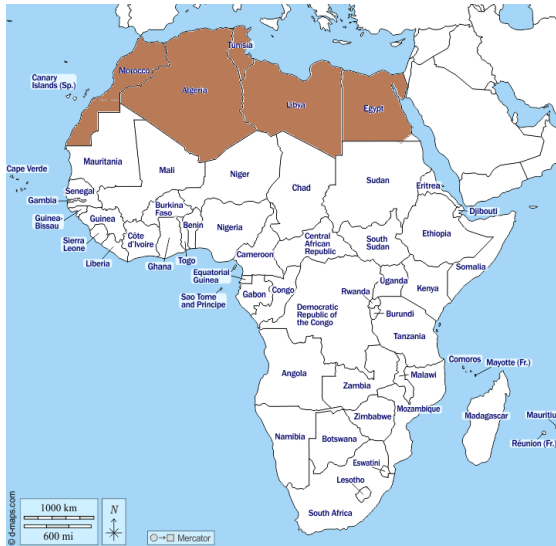 Tunisia
Morocco
Canary
Islands (Sp.)
Algeria
Libya
Egypt
Mauritania
Mali
Niger
Chad
Sudan
Eritrea
Cape Verde
Senegal
Gambia
Guinea-
Bissau
Guinea
Burkina
Faso
Benin
Nigeria
Djibouti
Ethiopia
Sierra
Leone
Côte
d'Ivoire
Liberia
Ghana
Togo
Cameroon
Central
African
Republic
South
Sudan
Somalia
Equatorial
Guinea
Sao Tome
and Principe
Gabon
Congo
Democratic
Republic of
the Congo
Rwanda
Uganda
Kenya
Burundi
Tanzania
Comoros
Mayotte (Fr.)
Angola
Zambia
Malawi
Mozambique
Madagascar
Mauritiu
Réunion (Fr.)
Zimbabwe
Namibia
Botswana
Eswatini
Lesotho
South Africa
1000 km
600 mi
N
Mercator
© d-maps.com